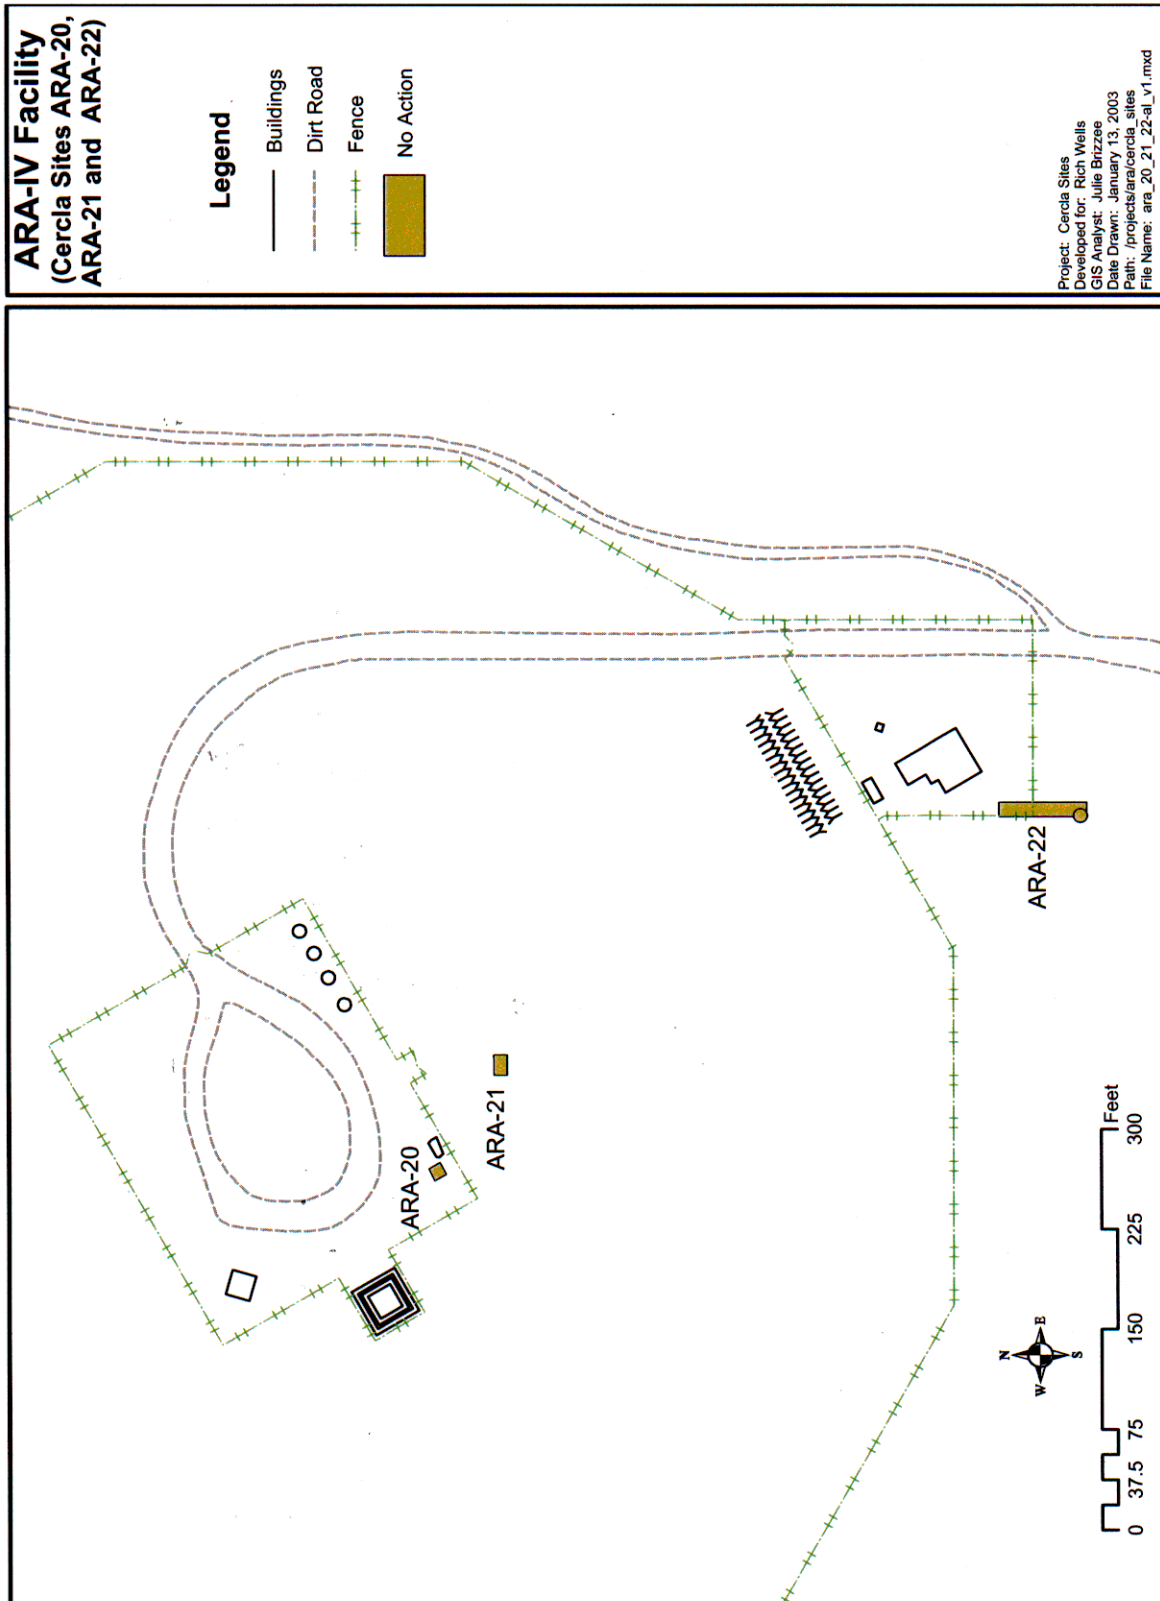 ARA-IV Facility
(Cercla Sites ARA-20,
ARA-21 and ARA-22)
Legend
Buildings
Dirt Road
Fence
No Action
Project: Cercla Sites
Developed for: Rich Wells
GIS Analyst: Julie Brizzee
Date Drawn: January 13, 2003
Path: /projects/ara/cercla_sites
File Name: ara_20_21_22-al_v1.mxd
ARA-20
ARA-21
ARA-22
N
W
E
S
0 37.5 75 150 225 300
Feet